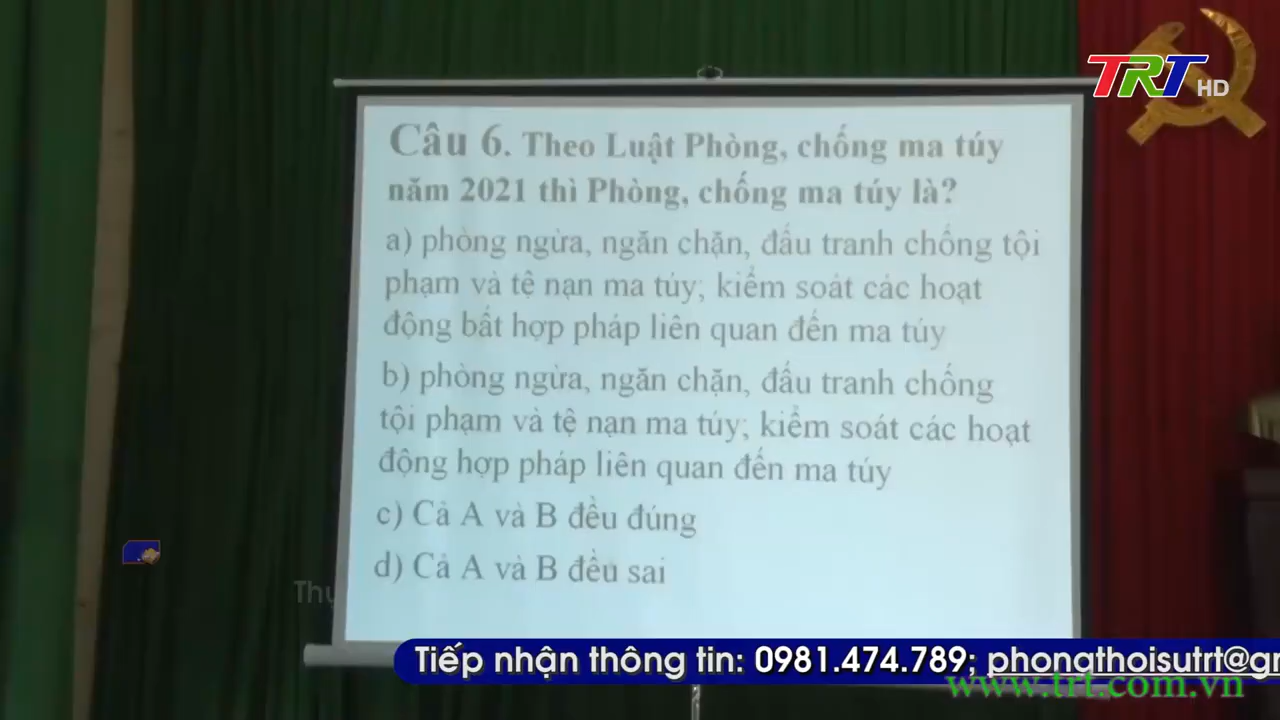 TRT HD
Câu 6. Theo Luật Phòng, chống ma túy
năm 2021 thì Phòng, chống ma túy là?
a) phòng ngừa, ngăn chặn, đấu tranh chống tội
phạm và tệ nạn ma túy; kiểm soát các hoạt
động bất hợp pháp liên quan đến ma túy
b) phòng ngừa, ngăn chặn, đấu tranh chống
tội phạm và tệ nạn ma túy; kiểm soát các hoạt
động hợp pháp liên quan đến ma túy
c) Cả A và B đều đúng
d) Cả A và B đều sai
Tiếp nhận thông tin: 0981.474.789; phongthoisutrt@gr
www.trt.com.vn